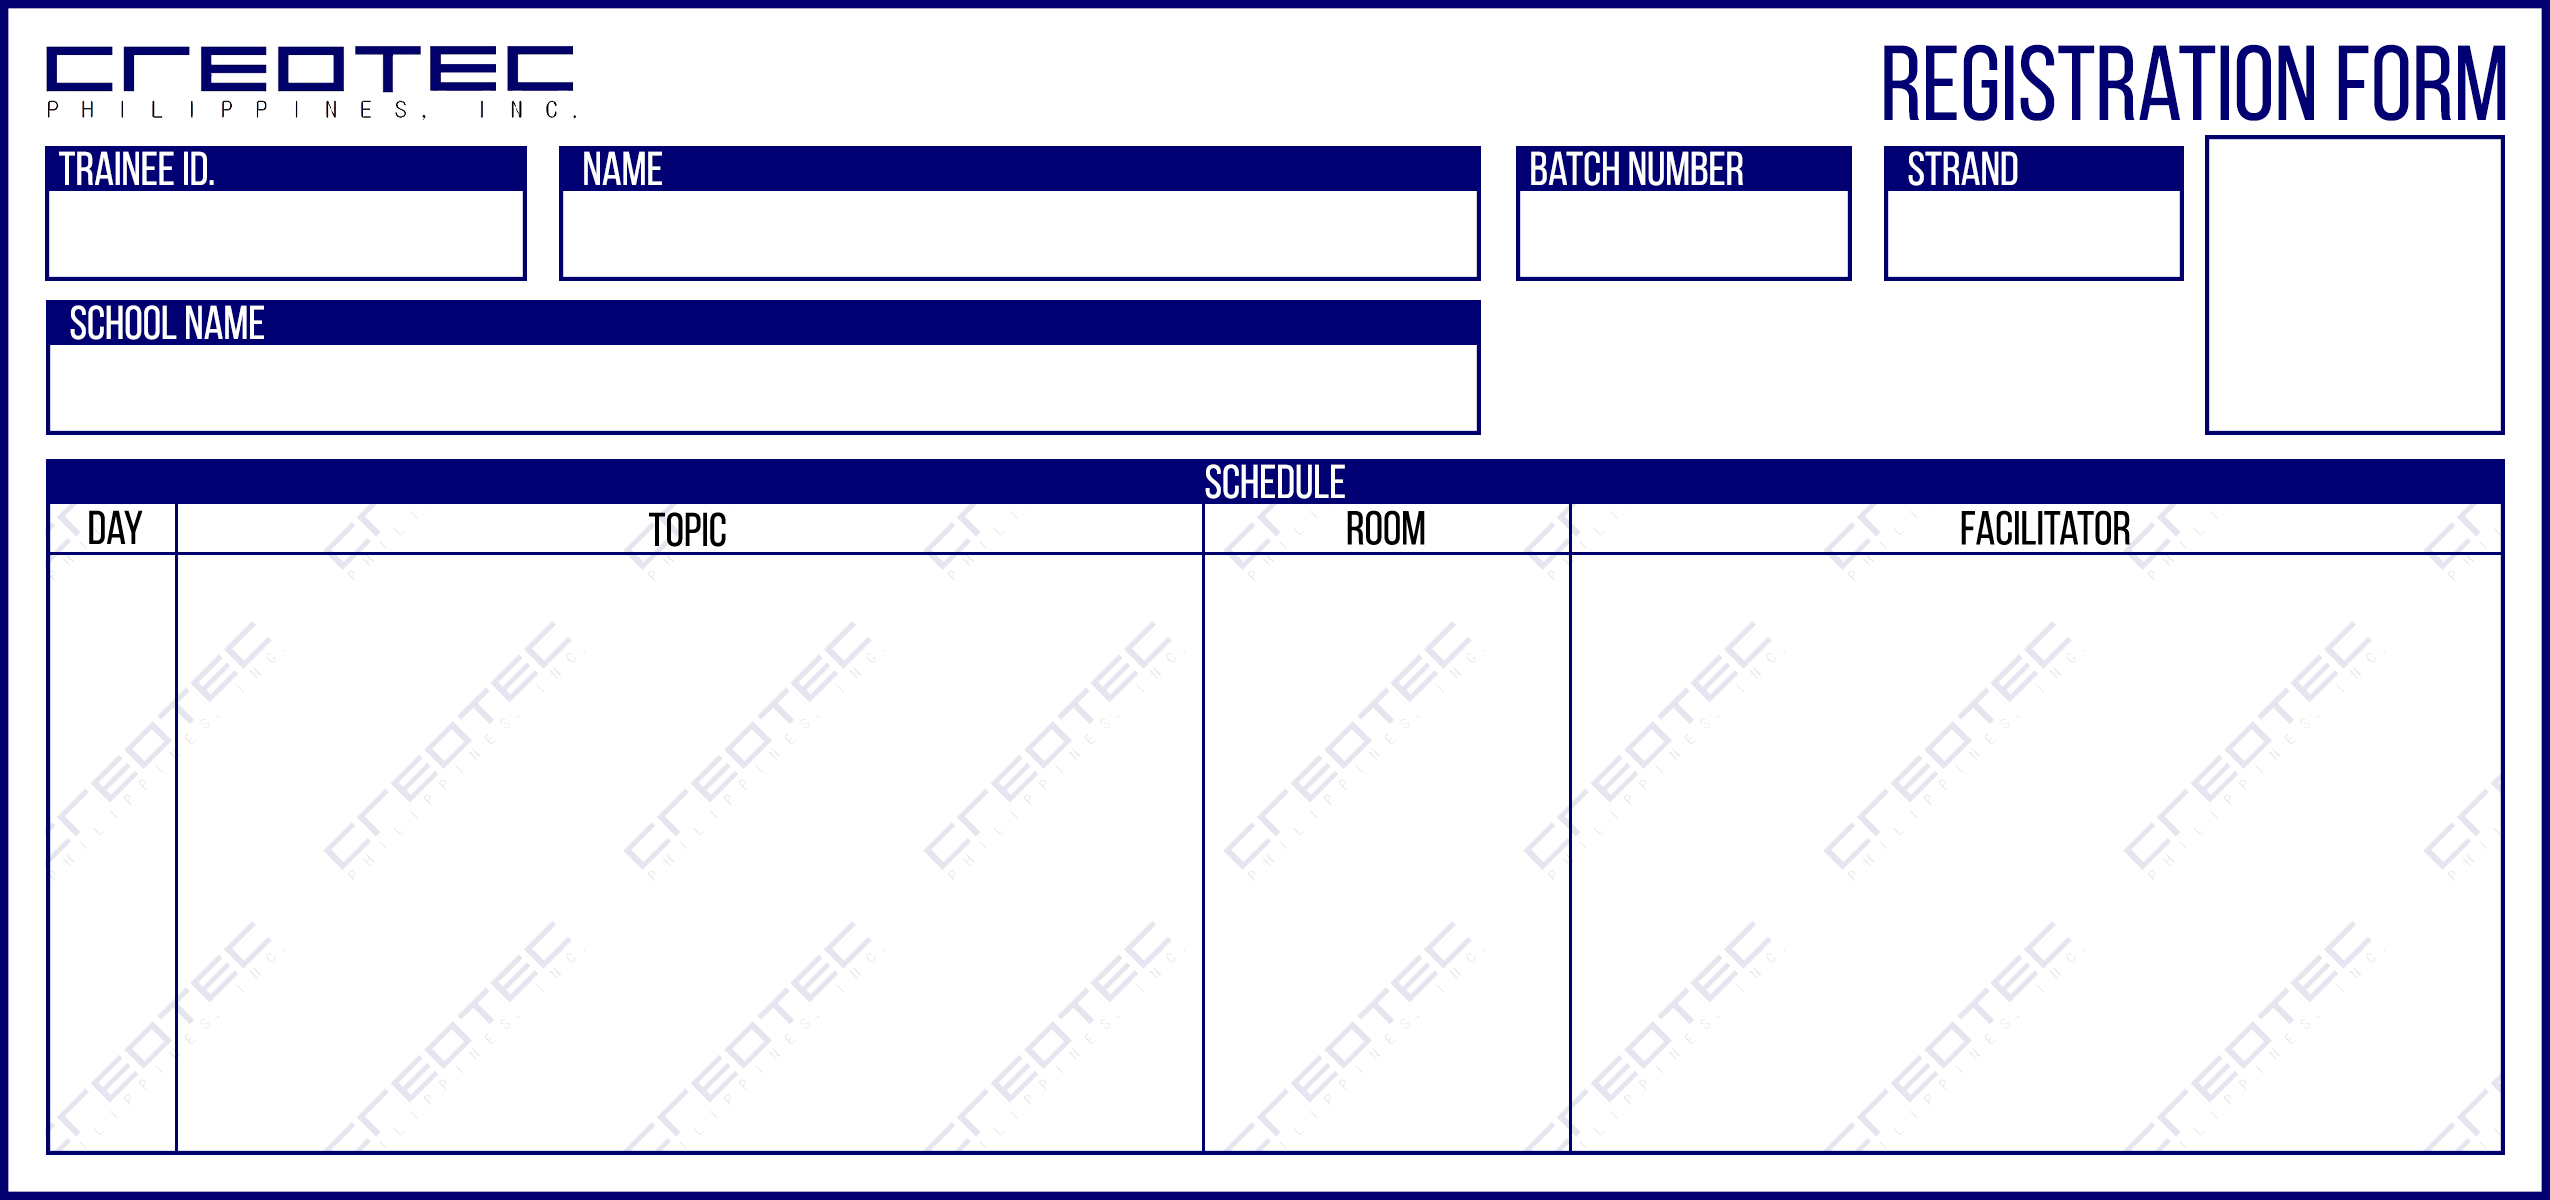 CREOTEC
PHILIPPINES, INC.
REGISTRATION FORM
TRAINEE ID.
NAME
BATCH NUMBER
STRAND
SCHOOL NAME
SCHEDULE
DAY
TOPIC
ROOM
FACILITATOR